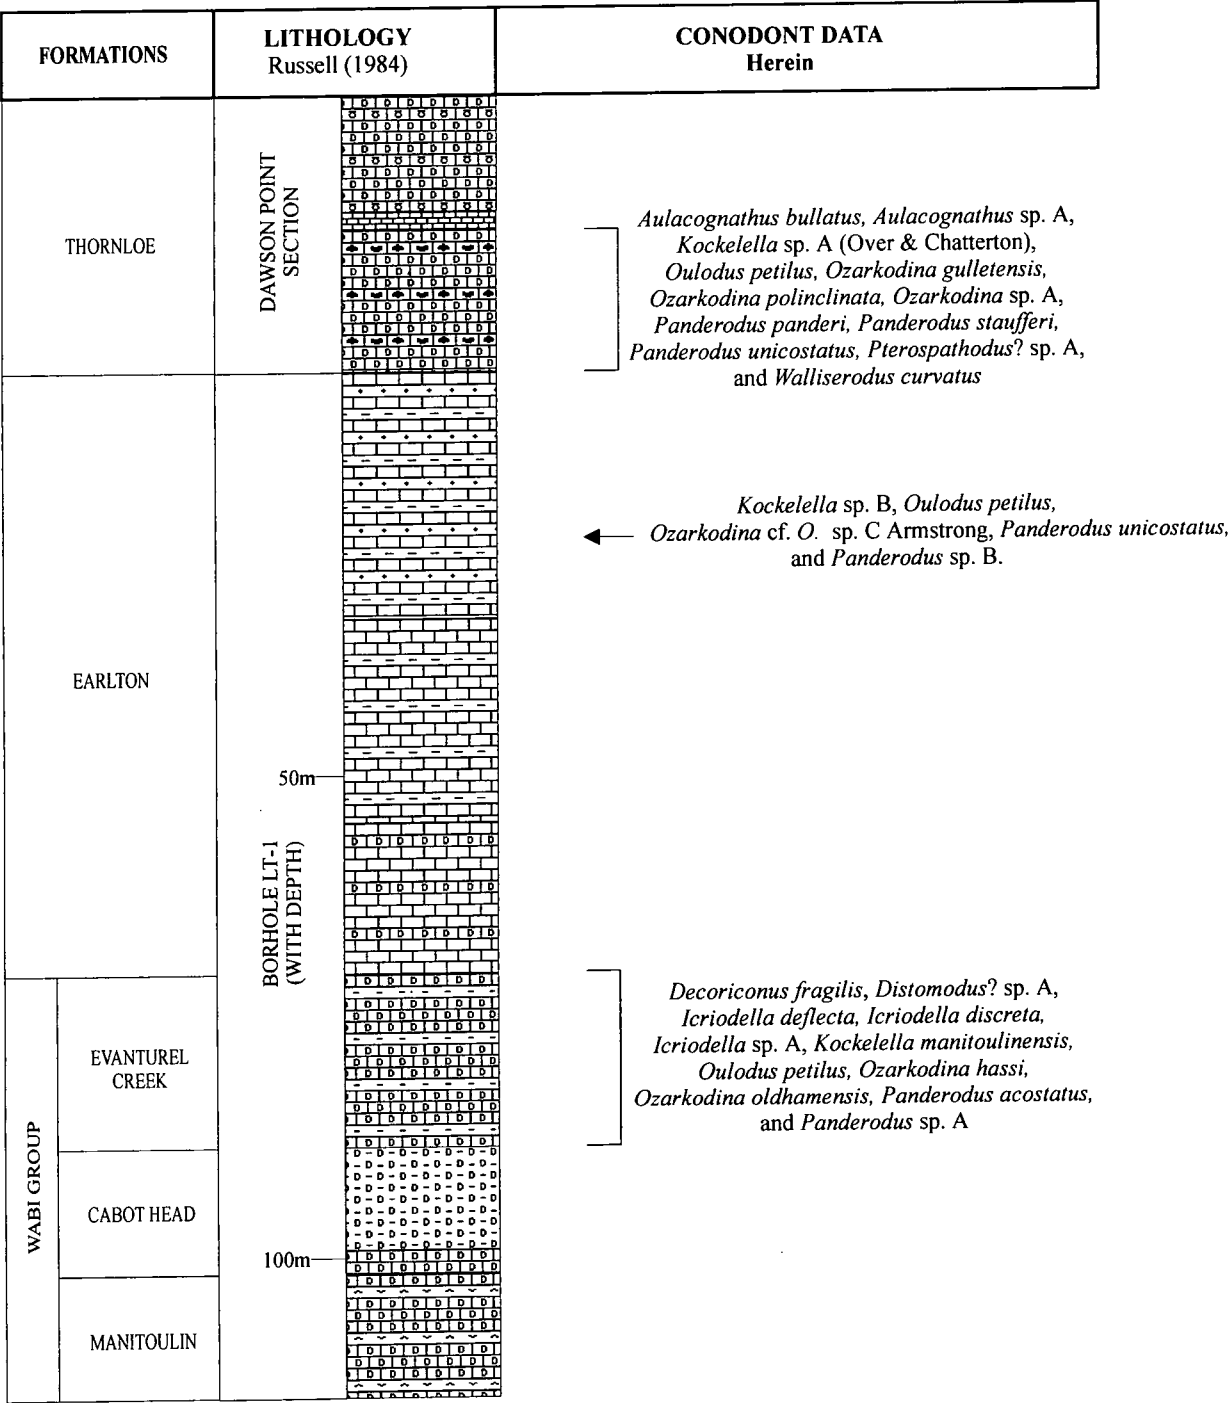 FORMATIONS
LITHOLOGY
Russell (1984)
CONODONT DATA
Herein
THORNLOE
DAWSON POINT
SECTION
Aulacognathus bullatus, Aulacognathus sp. A,
Kockelella sp. A (Over & Chatterton),
Oulodus petilus, Ozarkodina gulletensis,
Ozarkodina polinclinata, Ozarkodina sp. A,
Panderodus panderi, Panderodus staufferi,
Panderodus unicostatus, Pterospathodus? sp. A,
and Walliserodus curvatus
EARLTON
Kockelella sp. B, Oulodus petilus,
Ozarkodina cf. O. sp. C Armstrong, Panderodus unicostatus,
and Panderodus sp. B.
50m
BORHOLE LT-1
(WITH DEPTH)
WABI GROUP
EVANTUREL
CREEK
Decoriconus fragilis, Distomodus? sp. A,
Icriodella deflecta, Icriodella discreta,
Icriodella sp. A, Kockelella manitoulinensis,
Oulodus petilus, Ozarkodina hassi,
Ozarkodina oldhamensis, Panderodus acostatus,
and Panderodus sp. A
CABOT HEAD
100m
MANITOULIN